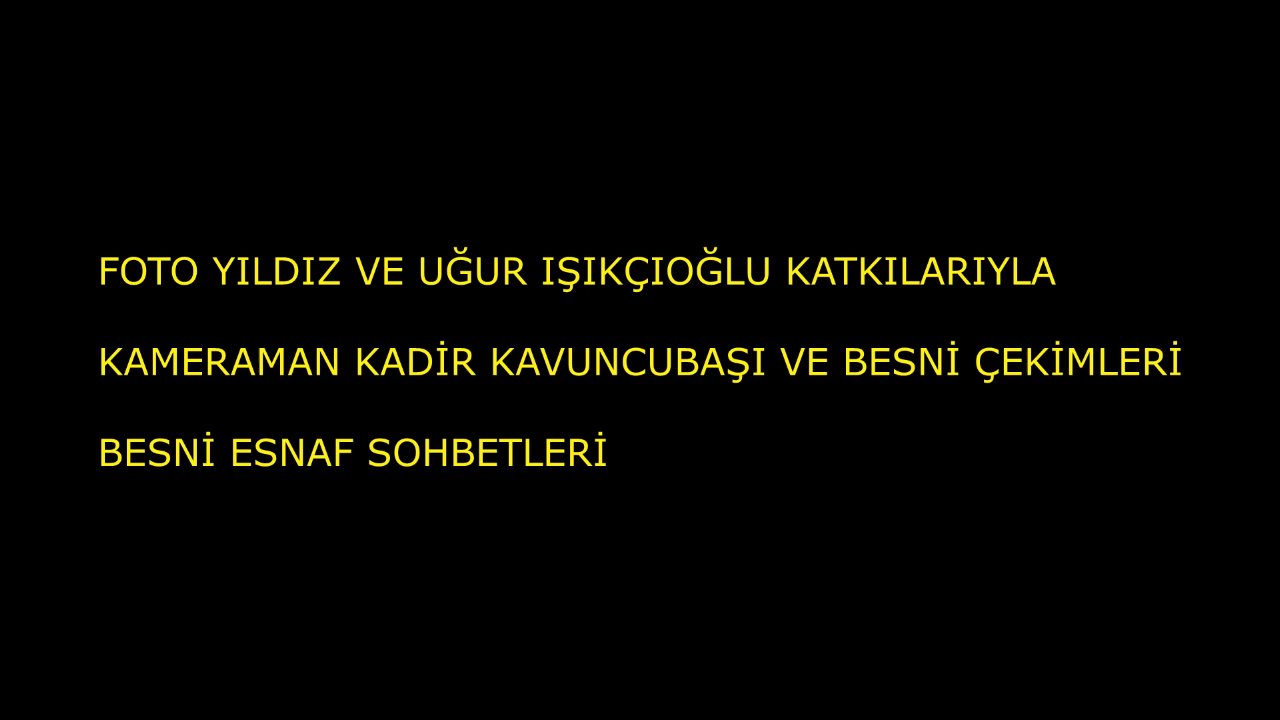 FOTO YILDIZ VE UĞUR IŞIKÇIOĞLU KATKILARIYLA
KAMERAMAN KADİR KAVUNCUBAŞI VE BESNİ ÇEKİMLERİ
BESNİ ESNAF SOHBETLERİ